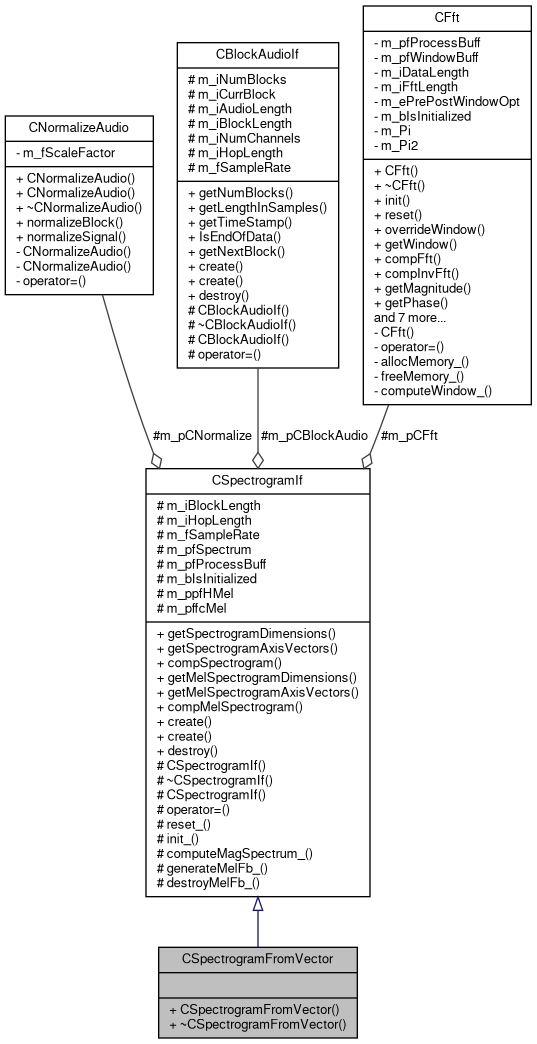 CNormalizeAudio
- m_fScaleFactor
+ CNormalizeAudio()
+ CNormalizeAudio()
+ ~CNormalizeAudio()
+ normalizeBlock()
+ normalizeSignal()
- CNormalizeAudio()
- CNormalizeAudio()
- operator=()
CBlockAudioIf
# m_iNumBlocks
# m_iCurrBlock
# m_iAudioLength
# m_iBlockLength
# m_iNumChannels
# m_iHopLength
# m_fSampleRate
+ getNumBlocks()
+ getLengthInSamples()
+ getTimeStamp()
+ IsEndOfData()
+ getNextBlock()
+ create()
+ create()
+ destroy()
# CBlockAudioIf()
# ~CBlockAudioIf()
# CBlockAudioIf()
# operator=()
CFft
- m_pfProcessBuff
- m_pfWindowBuff
- m_iDataLength
- m_iFftLength
- m_ePrePostWindowOpt
- m_bIsInitialized
- m_Pi
- m_Pi2
+ CFft()
+ ~CFft()
+ init()
+ reset()
+ overrideWindow()
+ getWindow()
+ compFft()
+ compInvFft()
+ getMagnitude()
+ getPhase()
and 7 more...
- CFft()
- operator=()
- allocMemory_()
- freeMemory_()
- computeWindow_()
#m_pCNormalize
#m_pCBlockAudio
#m_pCFft
CSpectrogramIf
# m_iBlockLength
# m_iHopLength
# m_fSampleRate
# m_pfSpectrum
# m_pfProcessBuff
# m_bIsInitialized
# m_ppfHMel
# m_pffcMel
+ getSpectrogramDimensions()
+ getSpectrogramAxisVectors()
+ compSpectrogram()
+ getMelSpectrogramDimensions()
+ getMelSpectrogramAxisVectors()
+ compMelSpectrogram()
+ create()
+ create()
+ destroy()
# CSpectrogramIf()
# ~CSpectrogramIf()
# CSpectrogramIf()
# operator=()
# reset_()
# init_()
# computeMagSpectrum_()
# generateMelFb_()
# destroyMelFb_()
CSpectrogramFromVector
+ CSpectrogramFromVector()
+ ~CSpectrogramFromVector()